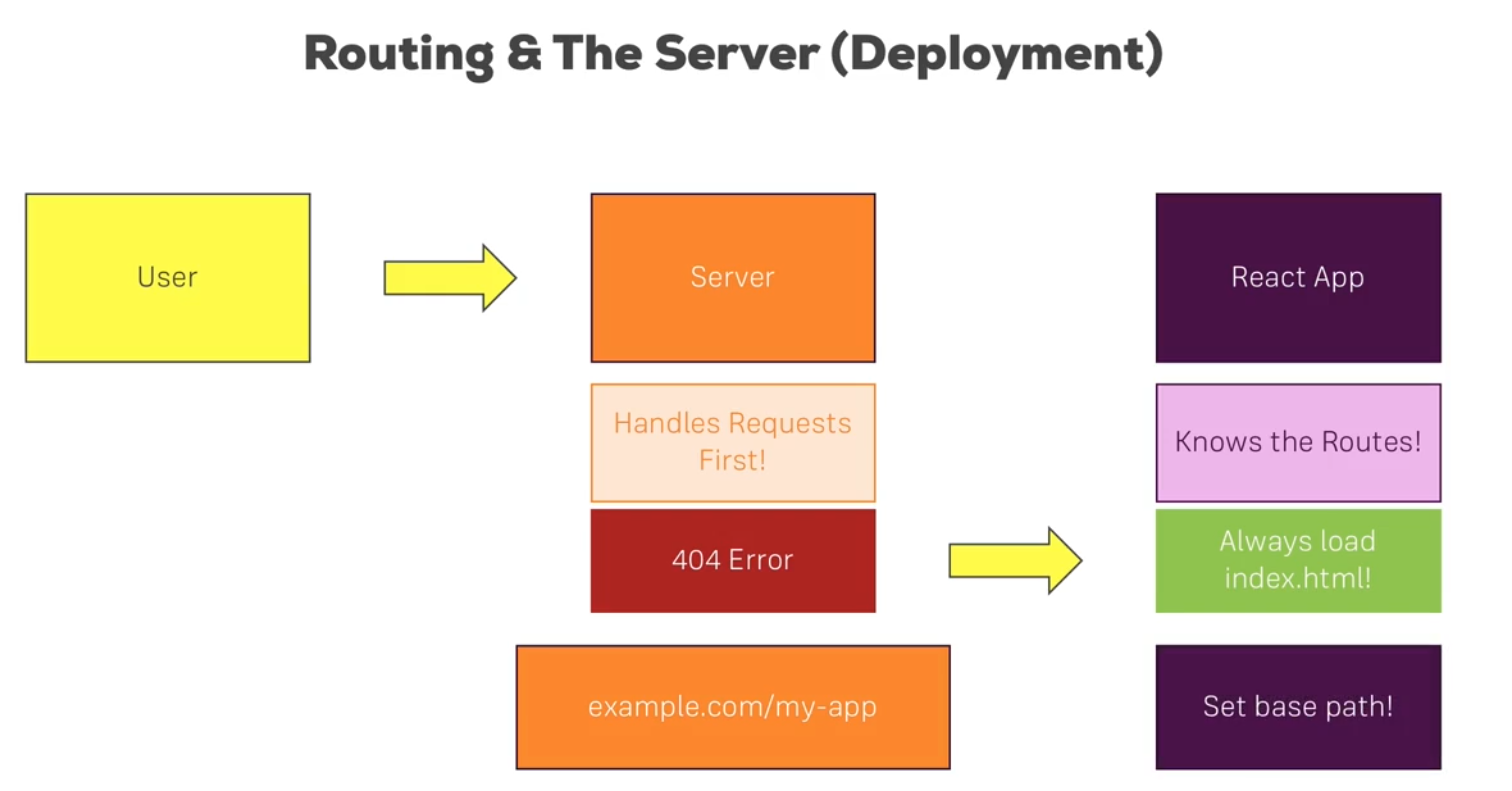 Routing & The Server (Deployment)
User
Server
React App
Handles Requests
First!
Knows the Routes!
404 Error
Always load
index.html!
example.com/my-app
Set base path!